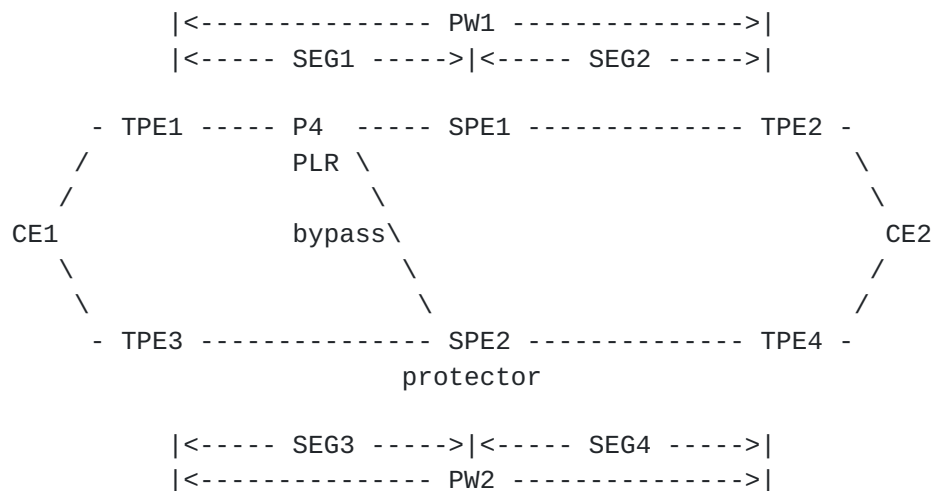 |<--------------- PW1 --------------->|
|<----- SEG1 ----->|<----- SEG2 ----->|
- TPE1 ----- P4 ----- SPE1 -------------- TPE2 -
/ PLR \ \
/ \ \
CE1 bypass\ CE2
\ \ /
\ \ /
- TPE3 --------------- SPE2 -------------- TPE4 -
protector
|<----- SEG3 ----->|<----- SEG4 ----->|
|<--------------- PW2 --------------->|